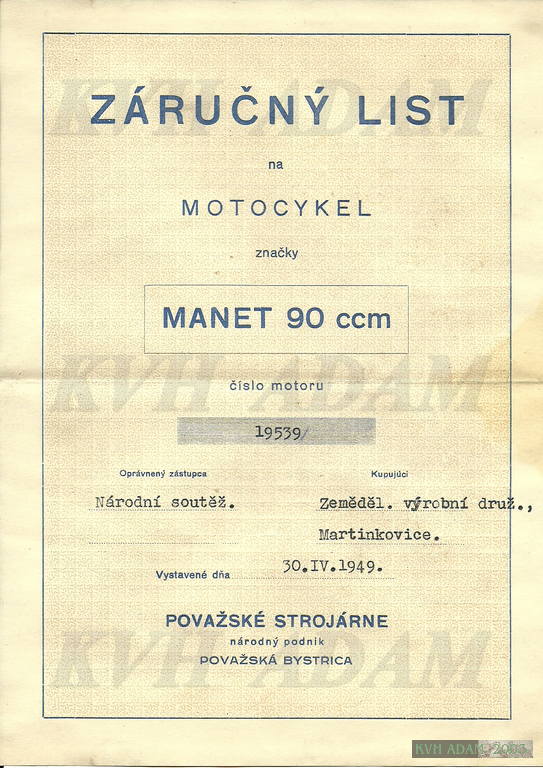 ZÁRUČNÝ LIST
na
MOTOCYKEL
značky
MANET 90 ccm
číslo motoru
19539/
Oprávnený zástupca
Kupujúci
Národní soutěž.
Zeměděl. výrobní druž.,
Martinkovice.
Vystavené dňa
30.IV.1949.
POVAŽSKÉ STROJÁRNE
národný podnik
POVAŽSKÁ BYSTRICA
KVH ADAM
KVH ADAM
KVH ADAM
KVH ADAM 2005